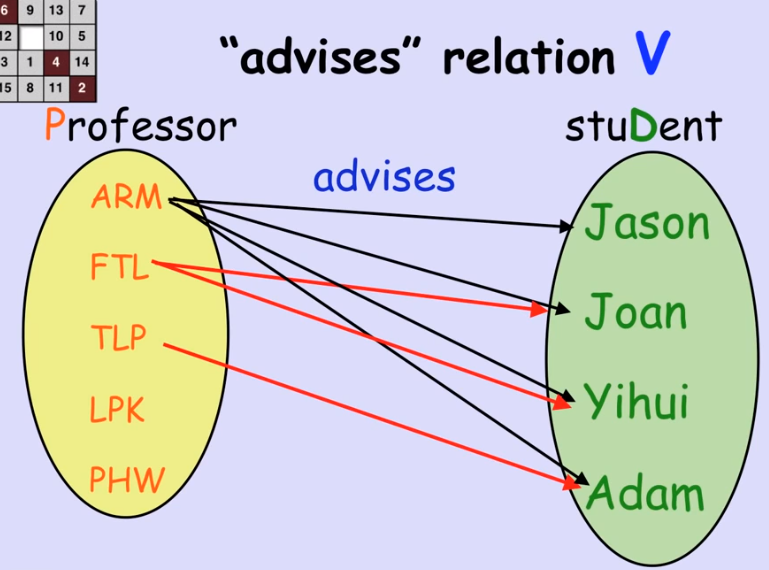 6 9 13 7
12 10 5
3 1 4 14
15 8 11 2
“advises” relation V
Professor
stuDent
advises
ARM
FTL
TLP
LPK
PHW
Jason
Joan
Yihui
Adam